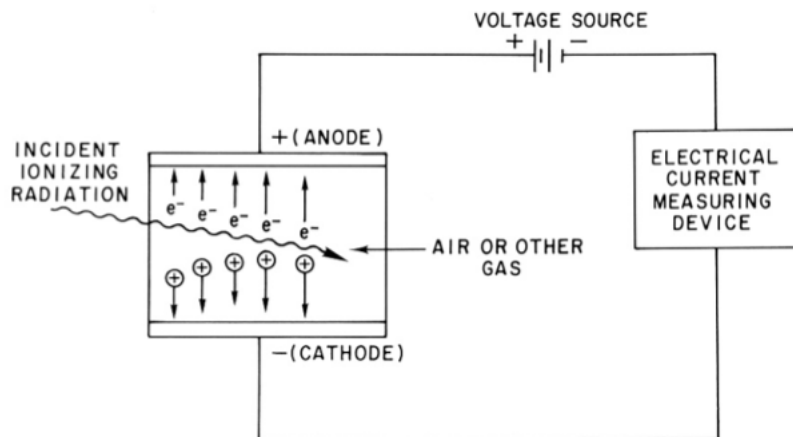 VOLTAGE SOURCE
+ −
+(ANODE)
INCIDENT
IONIZING
RADIATION
e− e− e− e− e−
ELECTRICAL
CURRENT
MEASURING
DEVICE
AIR OR OTHER
GAS
+ + + + +
−(CATHODE)